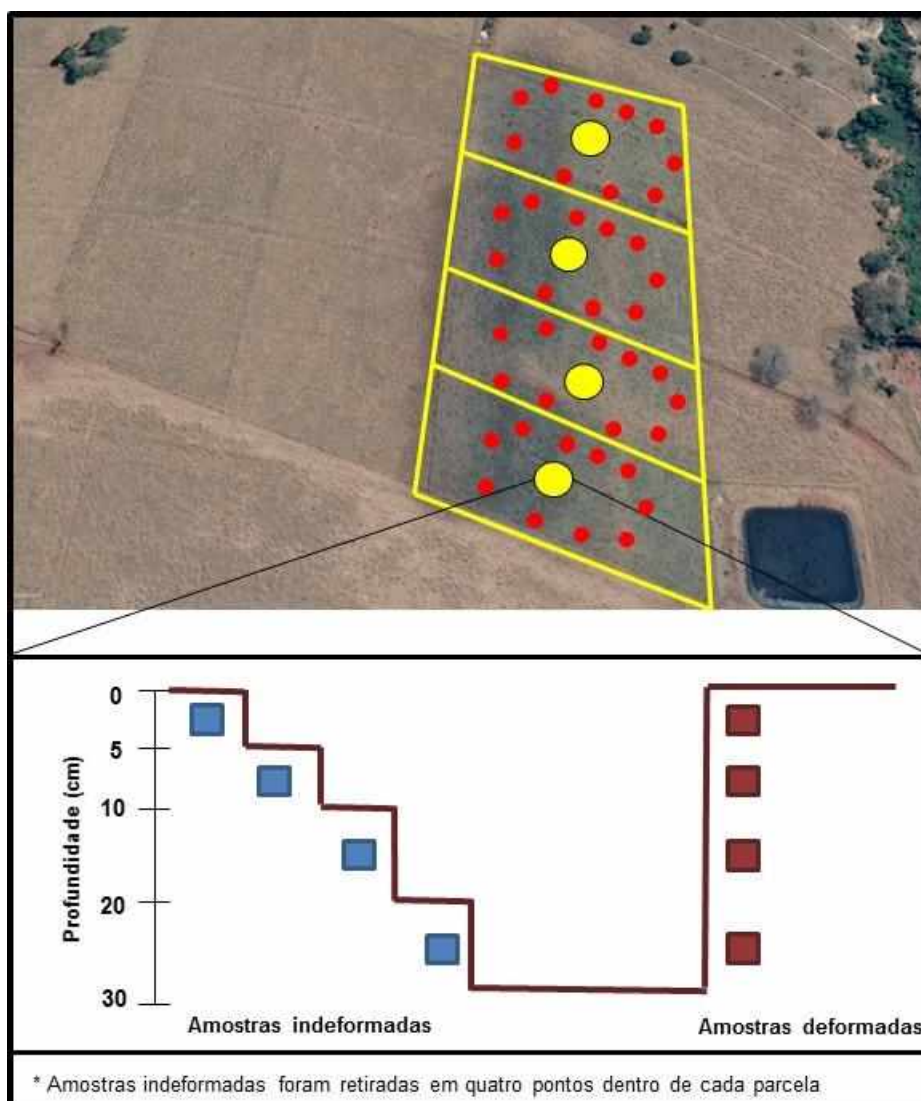 0
5
10
20
30
Profundidade (cm)
Amostras indeformadas
Amostras deformadas
* Amostras indeformadas foram retiradas em quatro pontos dentro de cada parcela